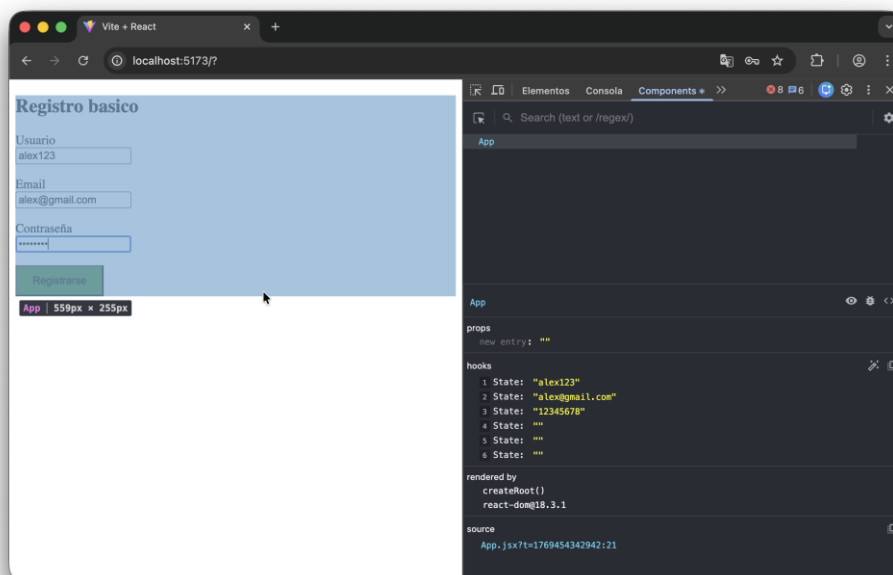 Vite + React
localhost:5173/?
Registro basico
Usuario
alex123
Email
alex@gmail.com
Contraseña
••••••••
Registrarse
App | 559px × 255px
Elementos Consola Components 8 6
Search (text or /regex/)
App
App
props
new entry: ""
hooks
1 State: "alex123"
2 State: "alex@gmail.com"
3 State: "12345678"
4 State: ""
5 State: ""
6 State: ""
rendered by
createRoot()
react-dom@18.3.1
source
App.jsx?t=1769454342942:21